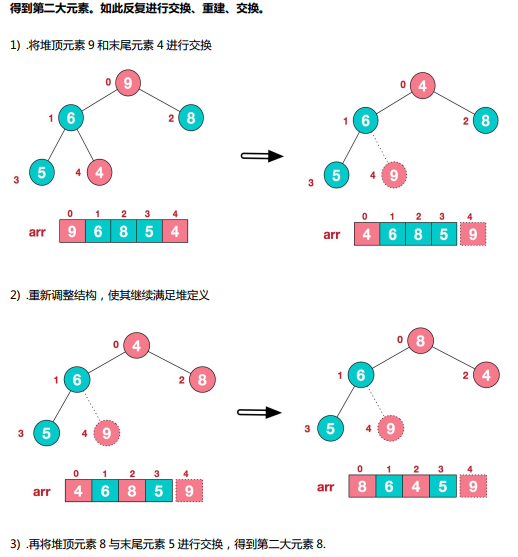 得到第二大元素。如此反复进行交换、重建、交换。
1) .将堆顶元素 9 和末尾元素 4 进行交换
0 9 0 4
1 6 2 8 1 6 2 8
3 5 4 4 3 5 4 9
0 1 2 3 4 0 1 2 3 4
arr 9 6 8 5 4 arr 4 6 8 5 9
2) .重新调整结构，使其继续满足堆定义
0 4 0 8
1 6 2 8 1 6 2 4
3 5 4 9 3 5 4 9
0 1 2 3 4 0 1 2 3 4
arr 4 6 8 5 9 arr 8 6 4 5 9
3) .再将堆顶元素 8 与末尾元素 5 进行交换，得到第二大元素 8.